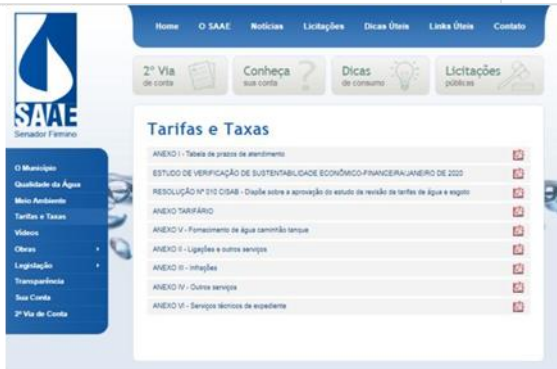 Home O SAAE Notícias Licitações Dicas Úteis Links Úteis Contato
2ª Via
de conta
Conheça
sua conta
Dicas
de consumo
Licitações
públicas
SAAE
Senador Firmino
O Município
Qualidade da Água
Meio Ambiente
Tarifas e Taxas
Vídeos
Obras
Legislação
Transparência
Sua Conta
2ª Via de Conta
Tarifas e Taxas
ANEXO I - Tabela de prazos de atendimento
ESTUDO DE VERIFICAÇÃO DE SUSTENTABILIDADE ECONÔMICO-FINANCEIRA/JANEIRO DE 2020
RESOLUÇÃO Nº 010 CISAB - Dispõe sobre a aprovação do estudo de revisão de tarifas de água e esgoto
ANEXO TARIFÁRIO
ANEXO V - Fornecimento de água caminhão tanque
ANEXO II - Ligações e outros serviços
ANEXO III - Infrações
ANEXO IV - Outros serviços
ANEXO VI - Serviços técnicos de expediente